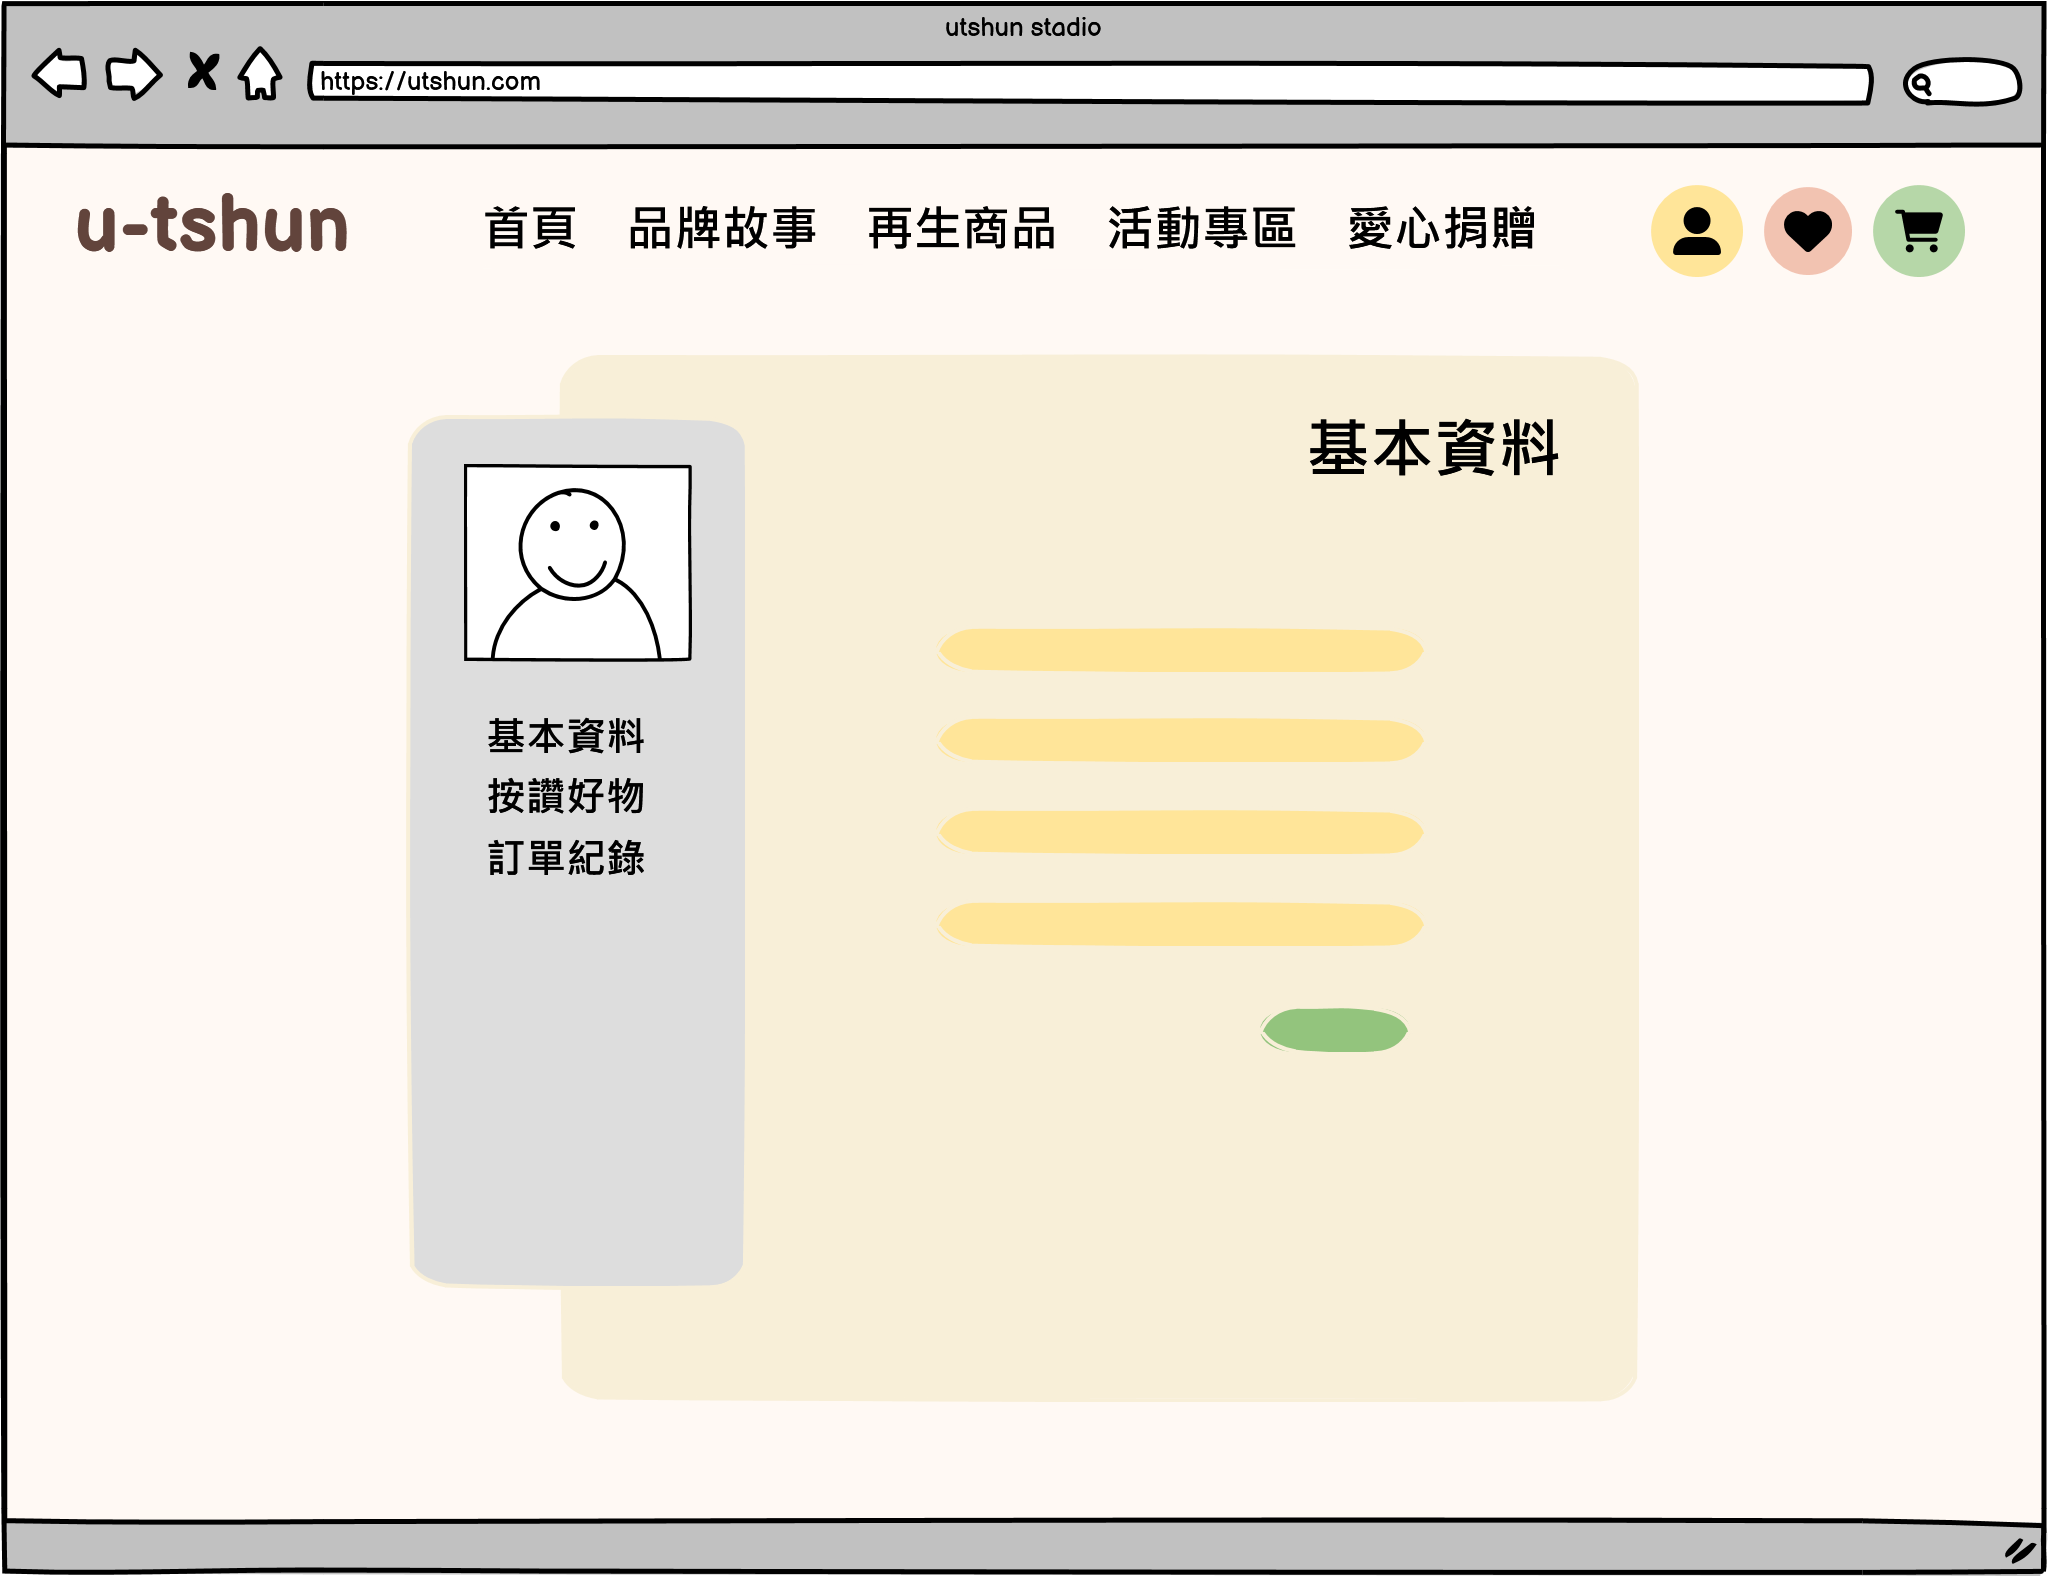 utshun stadio
https://utshun.com
u-tshun 首頁 品牌故事 再生商品 活動專區 愛心捐贈
基本資料
基本資料
按讚好物
訂單紀錄